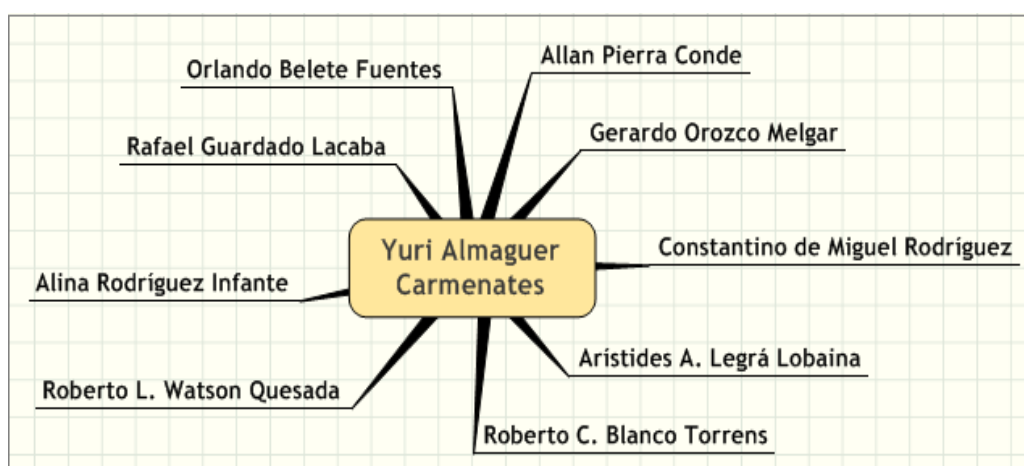 Allan Pierra Conde
Orlando Belete Fuentes
Gerardo Orozco Melgar
Rafael Guardado Lacaba
Yuri Almaguer
Carmenates
Constantino de Miguel Rodríguez
Alina Rodríguez Infante
Arístides A. Legrá Lobaina
Roberto L. Watson Quesada
Roberto C. Blanco Torrens